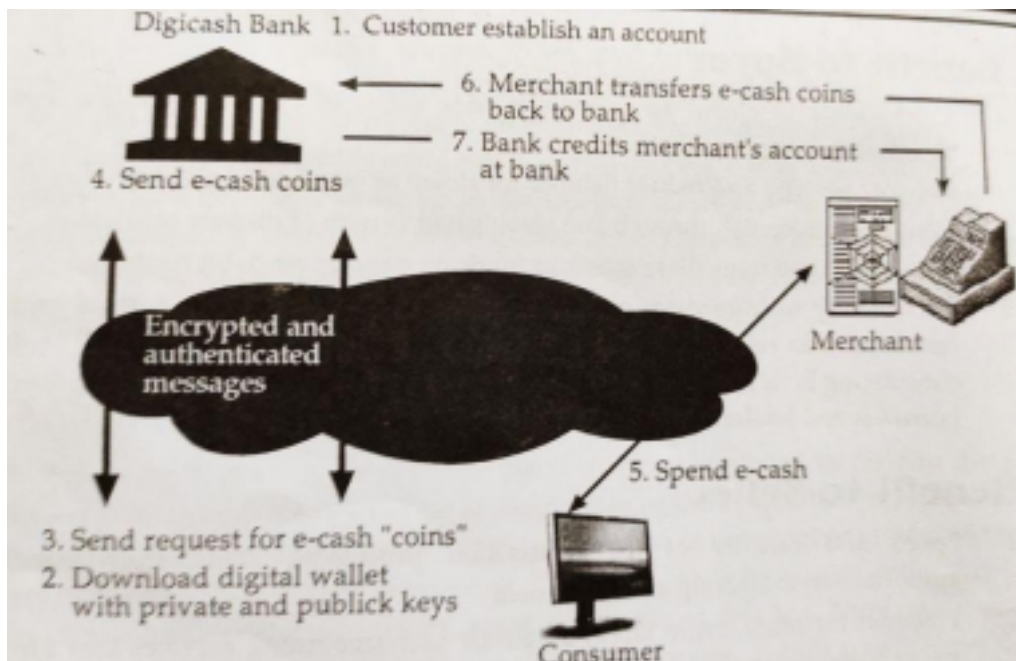 Digicash Bank 1. Customer establish an account
6. Merchant transfers e-cash coins
back to bank
7. Bank credits merchant's account
at bank
4. Send e-cash coins
Merchant
Encrypted and
authenticated
messages
5. Spend e-cash
3. Send request for e-cash "coins"
2. Download digital wallet
with private and publick keys
Consumer